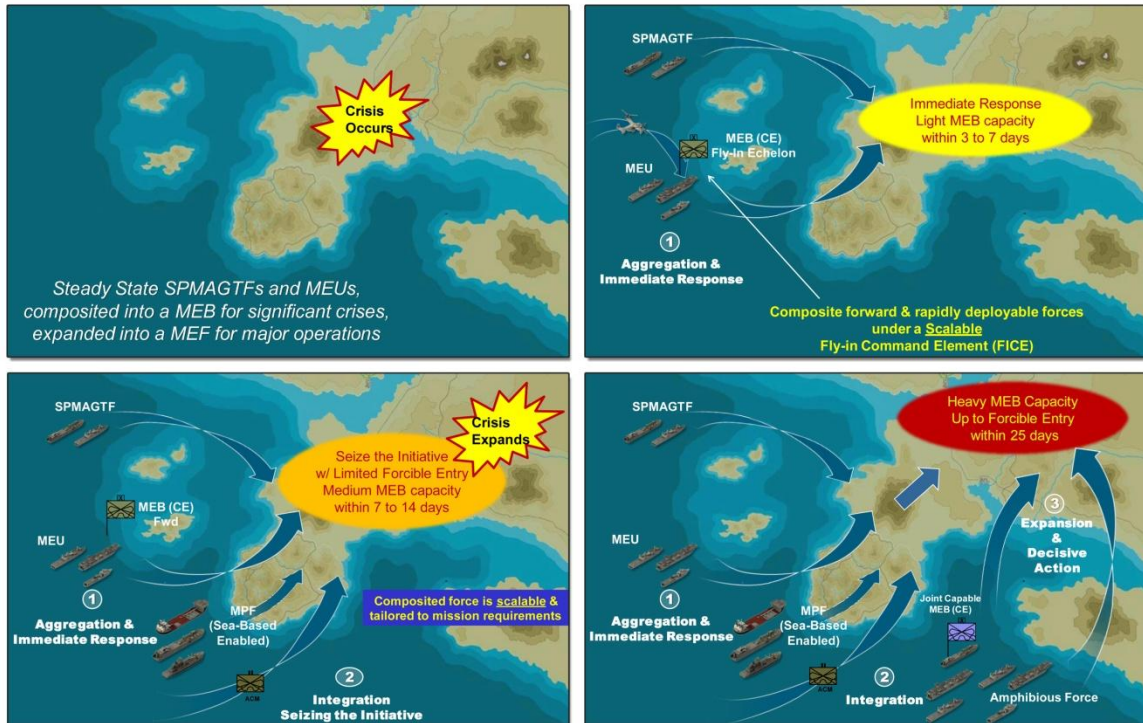 Crisis
Occurs
Steady State SPMAGTFs and MEUs,
composited into a MEB for significant crises,
expanded into a MEF for major operations
SPMAGTF
Immediate Response
Light MEB capacity
within 3 to 7 days
MEB (CE)
Fly-In Echelon
MEU
1
Aggregation &
Immediate Response
Composite forward & rapidly deployable forces
under a Scalable
Fly-in Command Element (FICE)
SPMAGTF
Crisis
Expands
Seize the Initiative
w/ Limited Forcible Entry
Medium MEB capacity
within 7 to 14 days
MEB (CE)
Fwd
MEU
1
Aggregation &
Immediate Response
MPF
(Sea-Based
Enabled)
Composited force is scalable &
tailored to mission requirements
ACM
2
Integration
Seizing the Initiative
SPMAGTF
Heavy MEB Capacity
Up to Forcible Entry
within 25 days
MEU
1
Aggregation &
Immediate Response
MPF
(Sea-Based
Enabled)
3
Expansion
&
Decisive
Action
Joint Capable
MEB (CE)
ACM
2
Integration
Amphibious Force